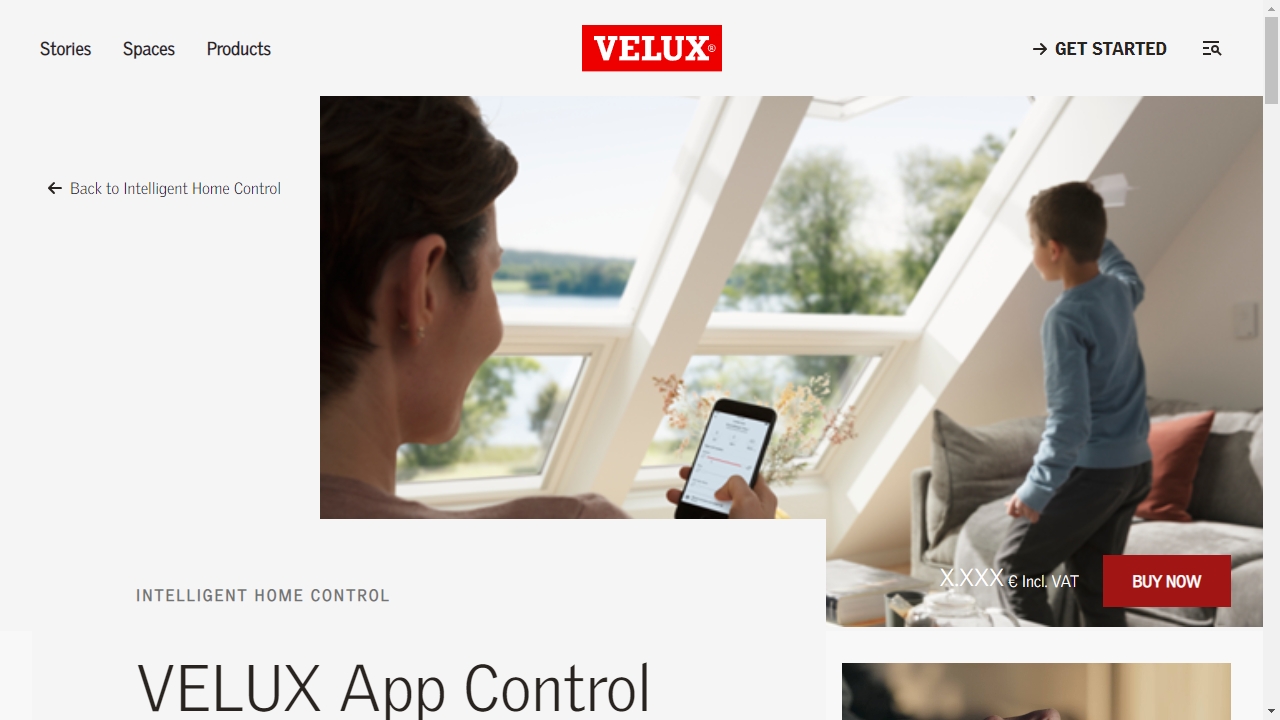 Stories Spaces Products
VELUX®
GET STARTED
Back to Intelligent Home Control
X.XXX € Incl. VAT
BUY NOW
INTELLIGENT HOME CONTROL
VELUX App Control